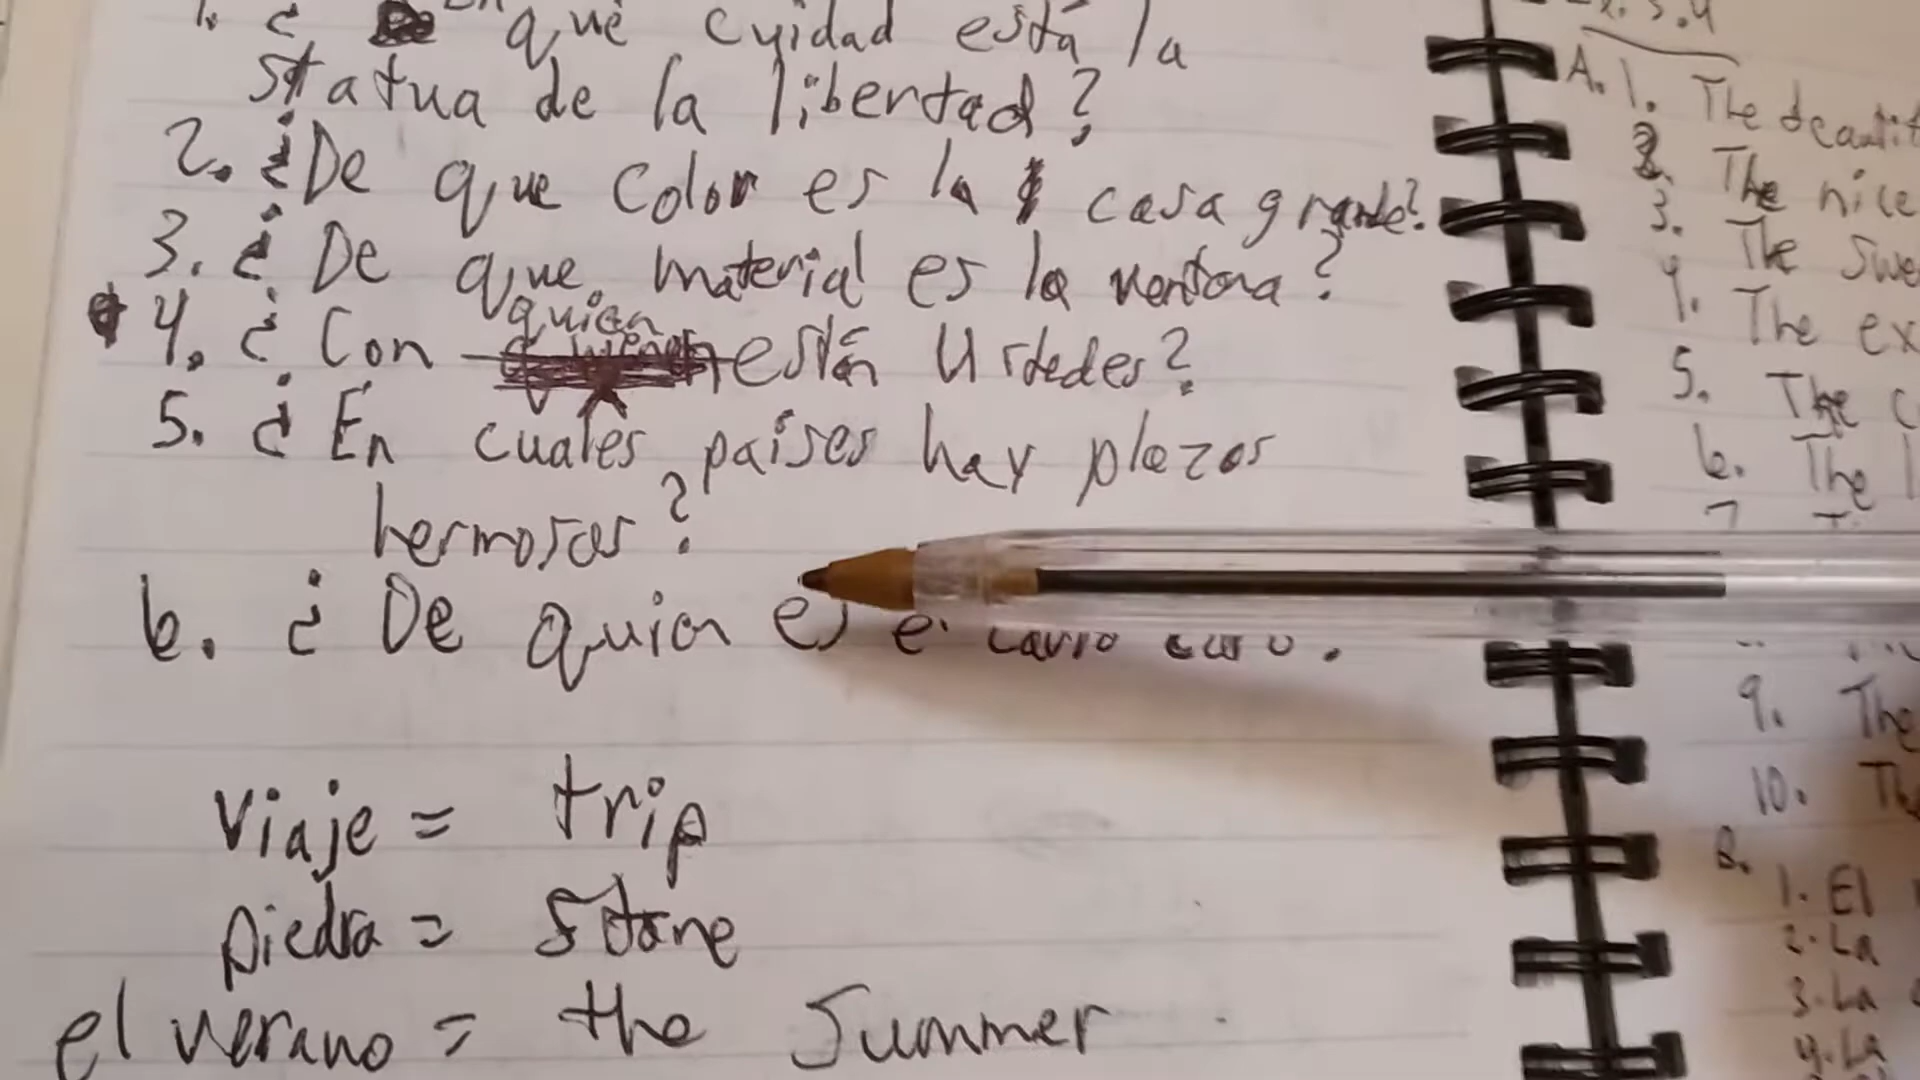 1. ¿ En qué cuidad está la
statua de la libertad?
2. ¿De que color es la casa grande?
3. ¿ De que material es la ventana?
4. ¿ Con quien están Ustedes?
5. ¿ En cuales paises hay plazas
hermosas?
6. ¿ De quien es
viaje = trip
piedra = stone
el verano = the summer
A. 1. The
2. The nice
3. The
4. The
5. The
6. The
9. The
10.
B.
1. El
2. La
3. La
4. La